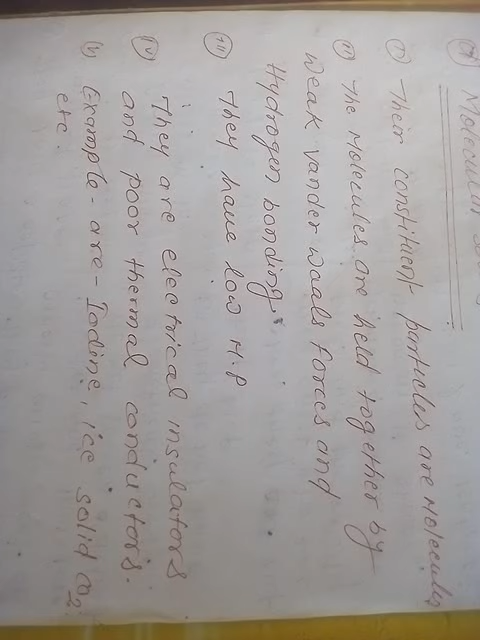 Molecular
(i) Their constituent particles are molecules
(ii) The molecules are held together by
weak vander waals forces and
Hydrogen bonding.
(iii) They have low M.P
(iv) They are electrical insulators
and poor thermal conductors.
(v) Example - are - Iodine, ice solid CO2
etc.